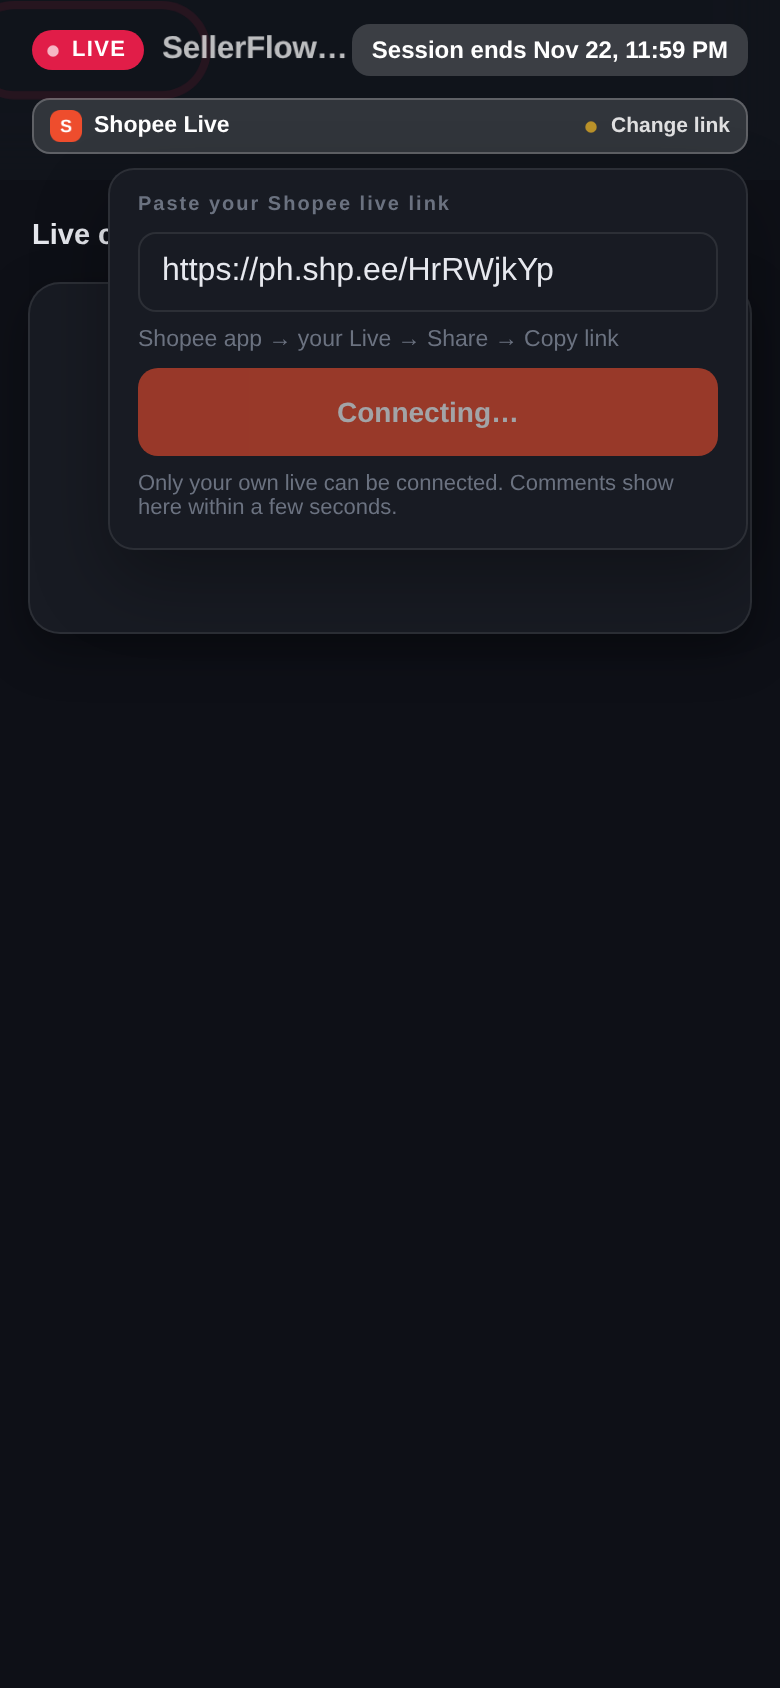 LIVE
SellerFlow…
Session ends Nov 22, 11:59 PM
S
Shopee Live
Change link
Paste your Shopee live link
Live
https://ph.shp.ee/HrRWjkYp
Shopee app → your Live → Share → Copy link
Connecting…
Only your own live can be connected. Comments show
here within a few seconds.